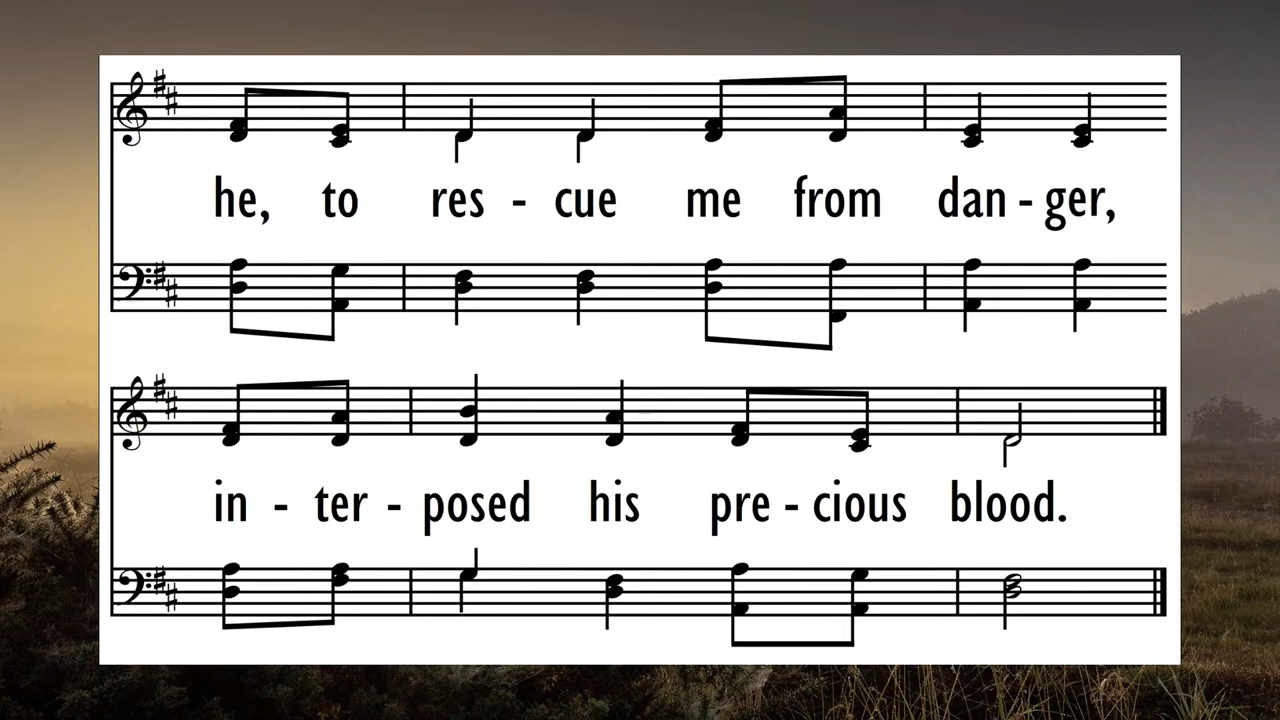 he, to res - cue me from dan - ger,
in - ter - posed his pre - cious blood.